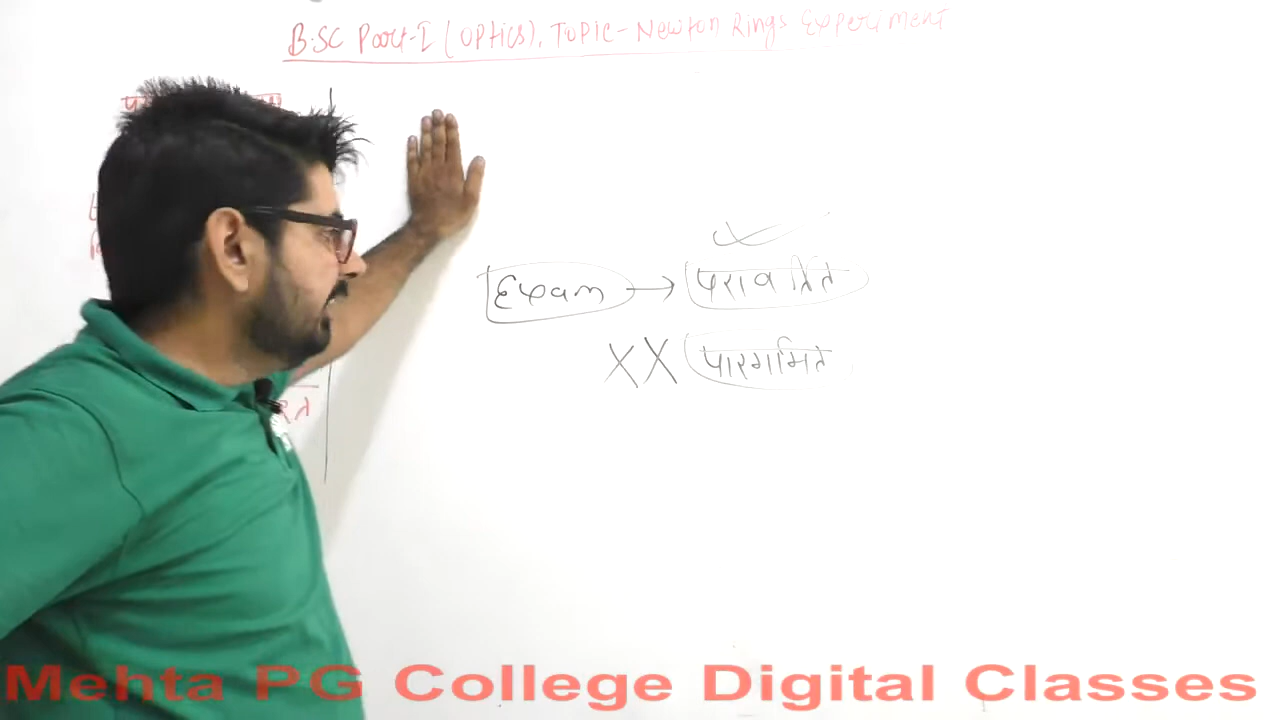 B.SC Part-I (Optics), Topic- Newton Rings Experiment
Exam → परावर्तित
XX पारगमित
Mehta PG College Digital Classes